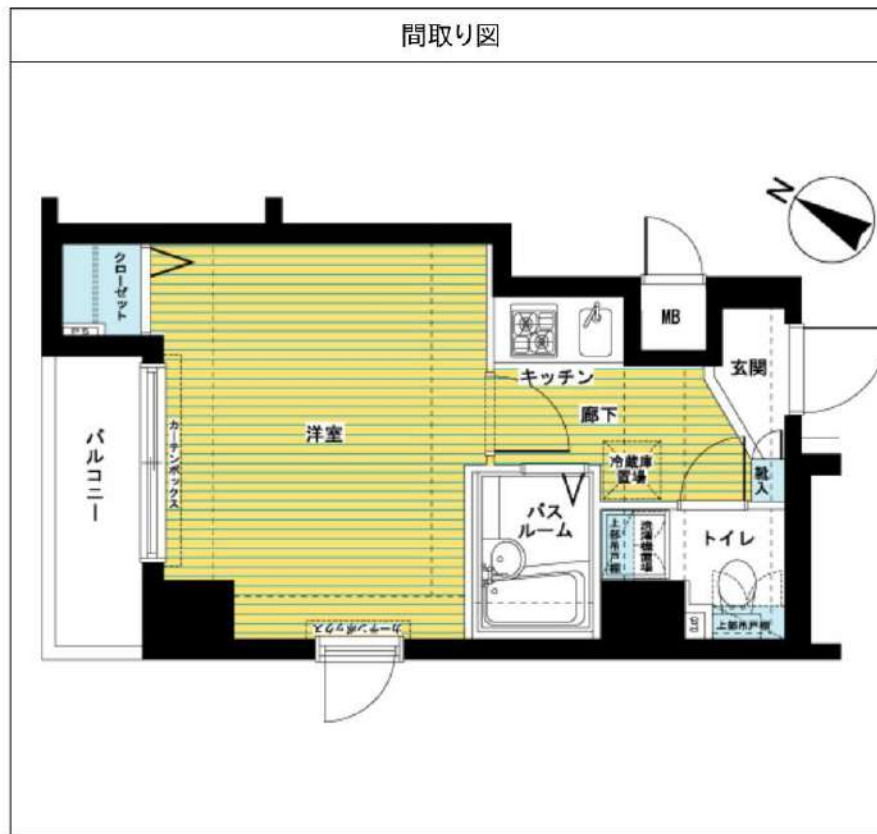 間取り図
N
クローゼット
PS
MB
玄関
キッチン
廊下
洋室
カーテンボックス
バルコニー
冷蔵庫
置場
靴入
バス
ルーム
上部吊戸棚
洗濯機置場
トイレ
上部吊戸棚
カーテンボックス